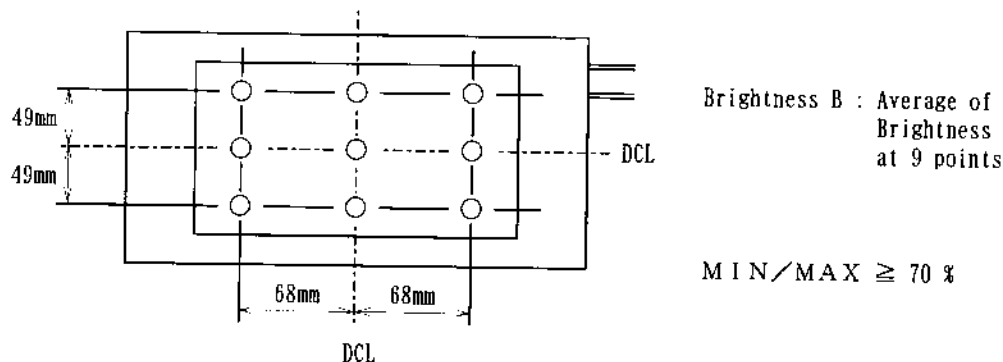 49mm
49mm
DCL
68mm
68mm
DCL
Brightness B : Average of
Brightness
at 9 points
MIN/MAX ≧ 70 %